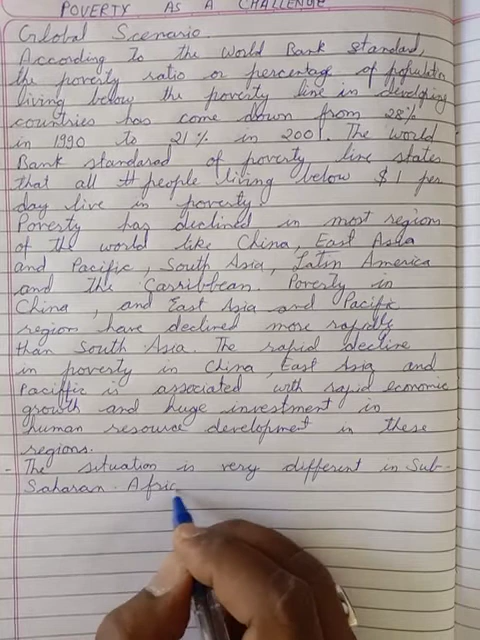 POVERTY AS A CHALLENGE
Global Scenario
According To the World Bank standard,
the poverty ratio or percentage of population
living below the poverty line in developing
countries has come down from 28%
in 1990 to 21% in 2001. The world
Bank standarad of poverty line states
that all people living below $1 per
day live in poverty
Poverty has declined in most regions
of the world like China, East Asia
and Pacific, South Asia, Latin America
and the Carribbean. Poverty in
China, and East Asia and Pacific
region have declined more rapidly
than South Asia. The rapid decline
in poverty in China, East Asia and
Paciffic is associated with rapid economic
growth and huge investment in
human resource development in these
regions.
- The situation is very different in Sub-
Saharan Afric